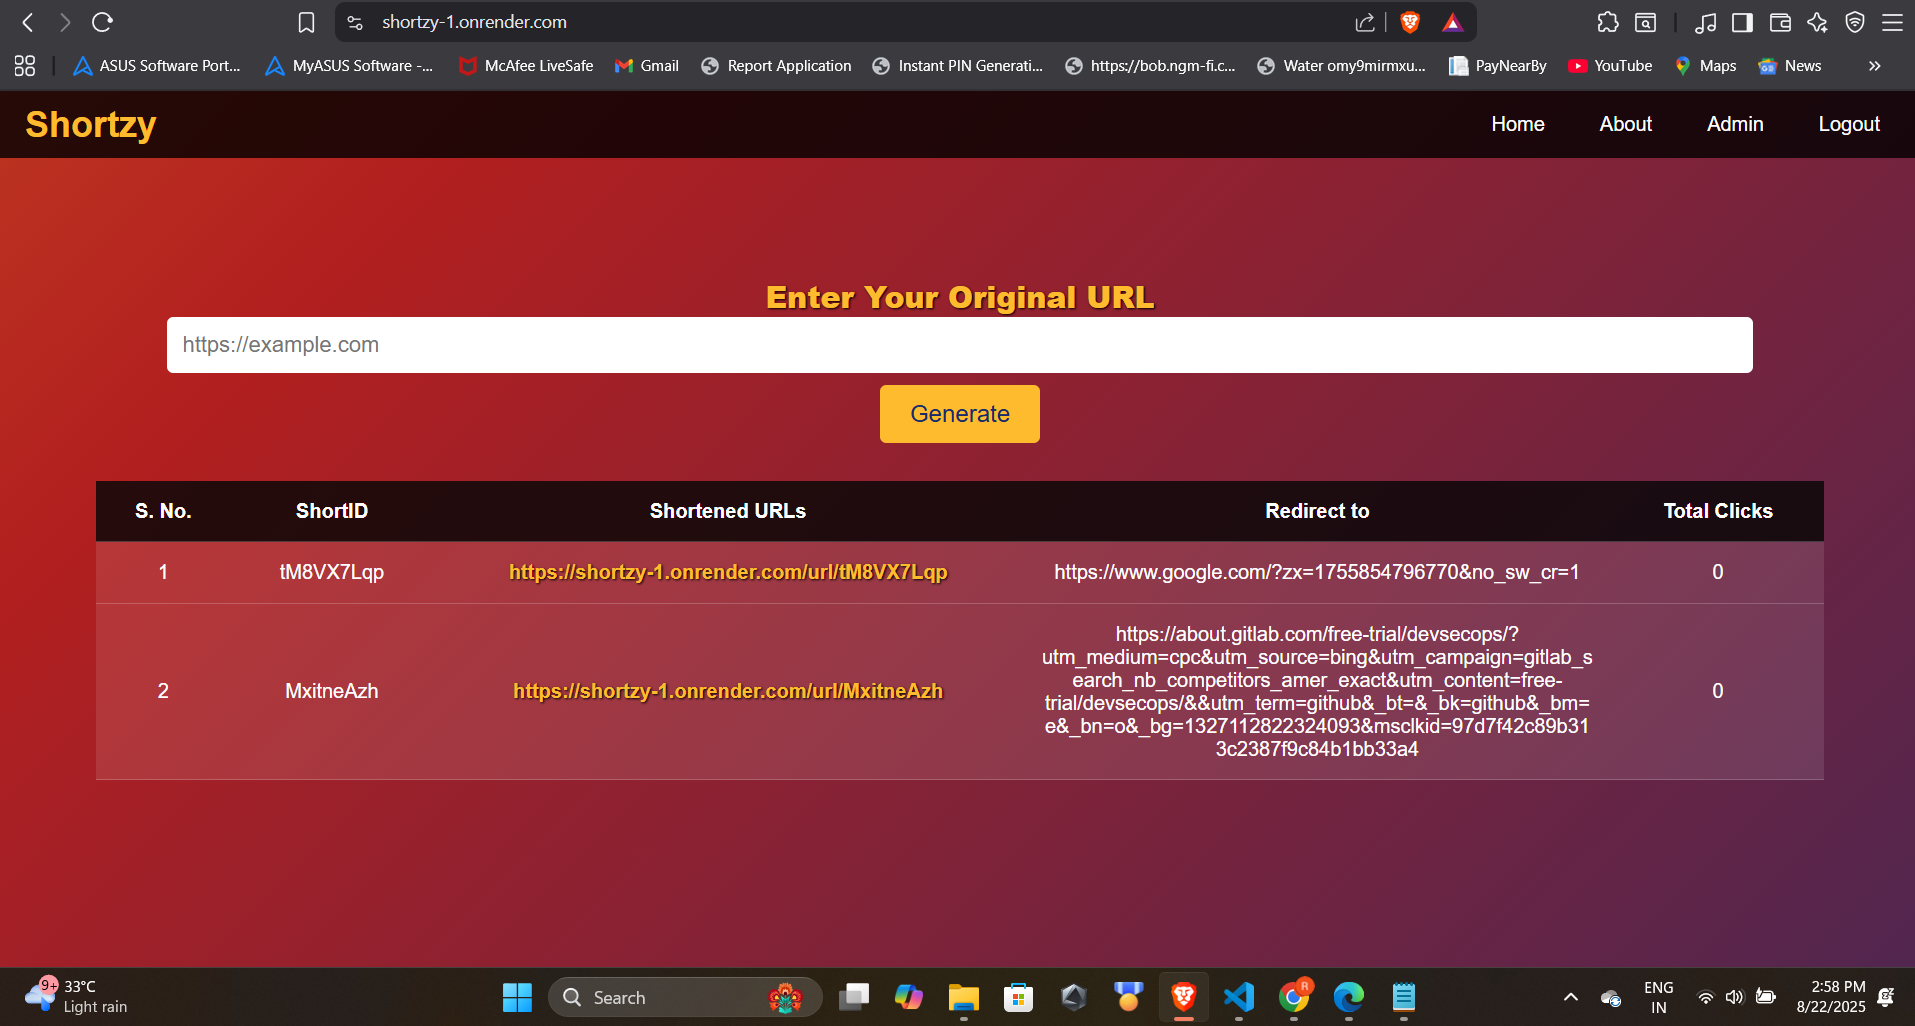 shortzy-1.onrender.com
ASUS Software Port... MyASUS Software -... McAfee LiveSafe Gmail Report Application Instant PIN Generati... https://bob.ngm-fi.c... Water omy9mirmxu... PayNearBy YouTube Maps News »
Shortzy Home About Admin Logout
Enter Your Original URL
https://example.com
Generate
S. No. ShortID Shortened URLs Redirect to Total Clicks
1 tM8VX7Lqp https://shortzy-1.onrender.com/url/tM8VX7Lqp https://www.google.com/?zx=1755854796770&no_sw_cr=1 0
https://about.gitlab.com/free-trial/devsecops/?
utm_medium=cpc&utm_source=bing&utm_campaign=gitlab_s
earch_nb_competitors_amer_exact&utm_content=free-
2 MxitneAzh https://shortzy-1.onrender.com/url/MxitneAzh trial/devsecops/&&utm_term=github&_bt=&_bk=github&_bm= 0
e&_bn=o&_bg=1327112822324093&msclkid=97d7f42c89b31
3c2387f9c84b1bb33a4
9+ 33°C
Light rain
Search
R
ENG
IN
2:58 PM
8/22/2025